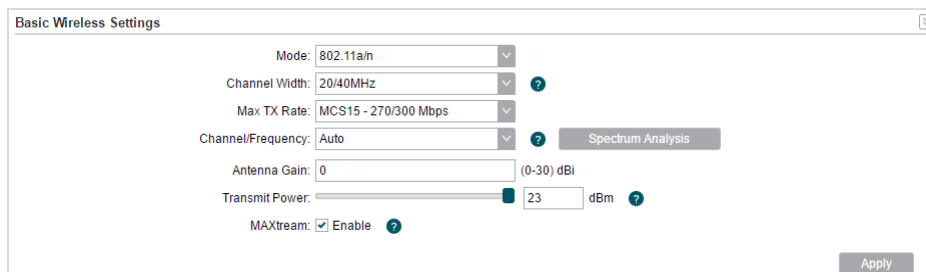 Basic Wireless Settings
Mode: 802.11a/n
Channel Width: 20/40MHz ?
Max TX Rate: MCS15 - 270/300 Mbps
Channel/Frequency: Auto ? Spectrum Analysis
Antenna Gain: 0 (0-30) dBi
Transmit Power: 23 dBm ?
MAXtream: Enable ?
Apply